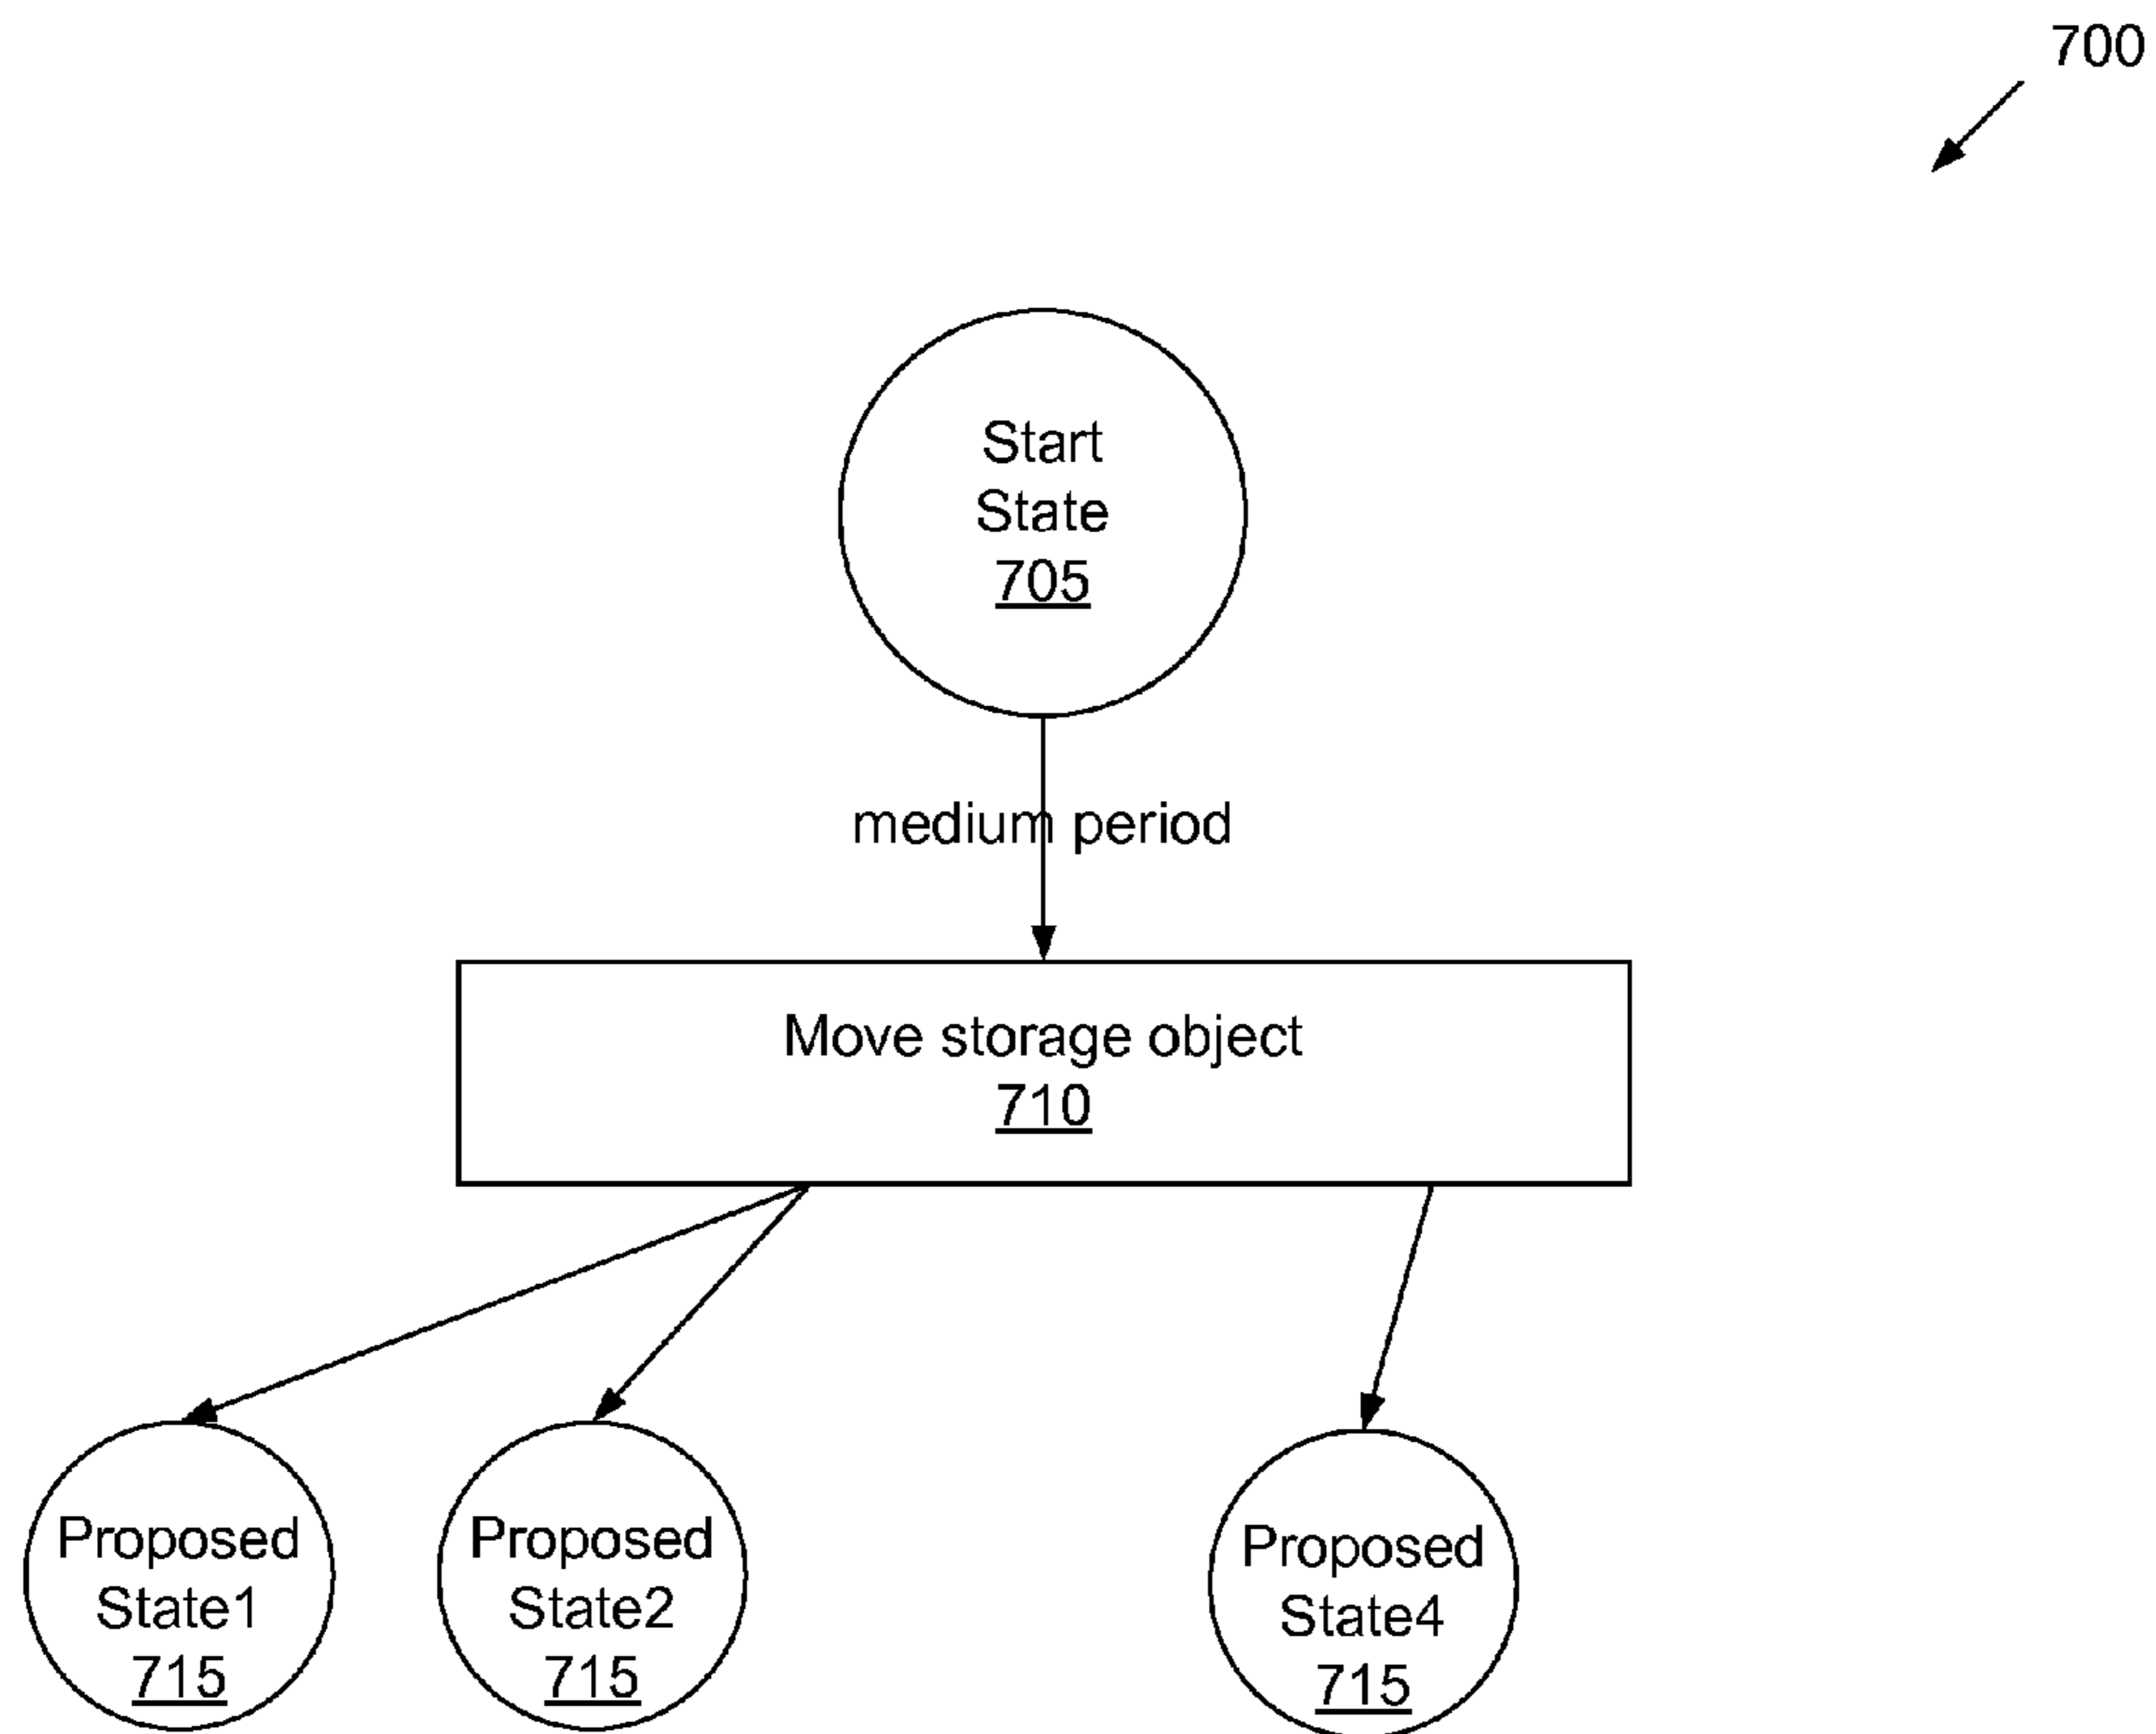 700
Start
State
705
medium period
Move storage object
710
Proposed
State1
715
Proposed
State2
715
Proposed
State4
715